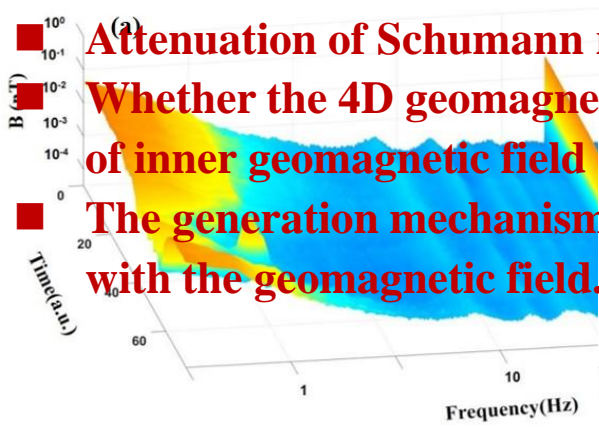 (a)
■ Attenuation of Schumann
■ Whether the 4D
of inner geomagnetic field
■ The generation mechanism
with the geomagnetic field.
B (nT)
10⁰
10⁻¹
10⁻²
10⁻³
10⁻⁴
0
20
40
60
Time(a.u.)
1
10
Frequency(Hz)